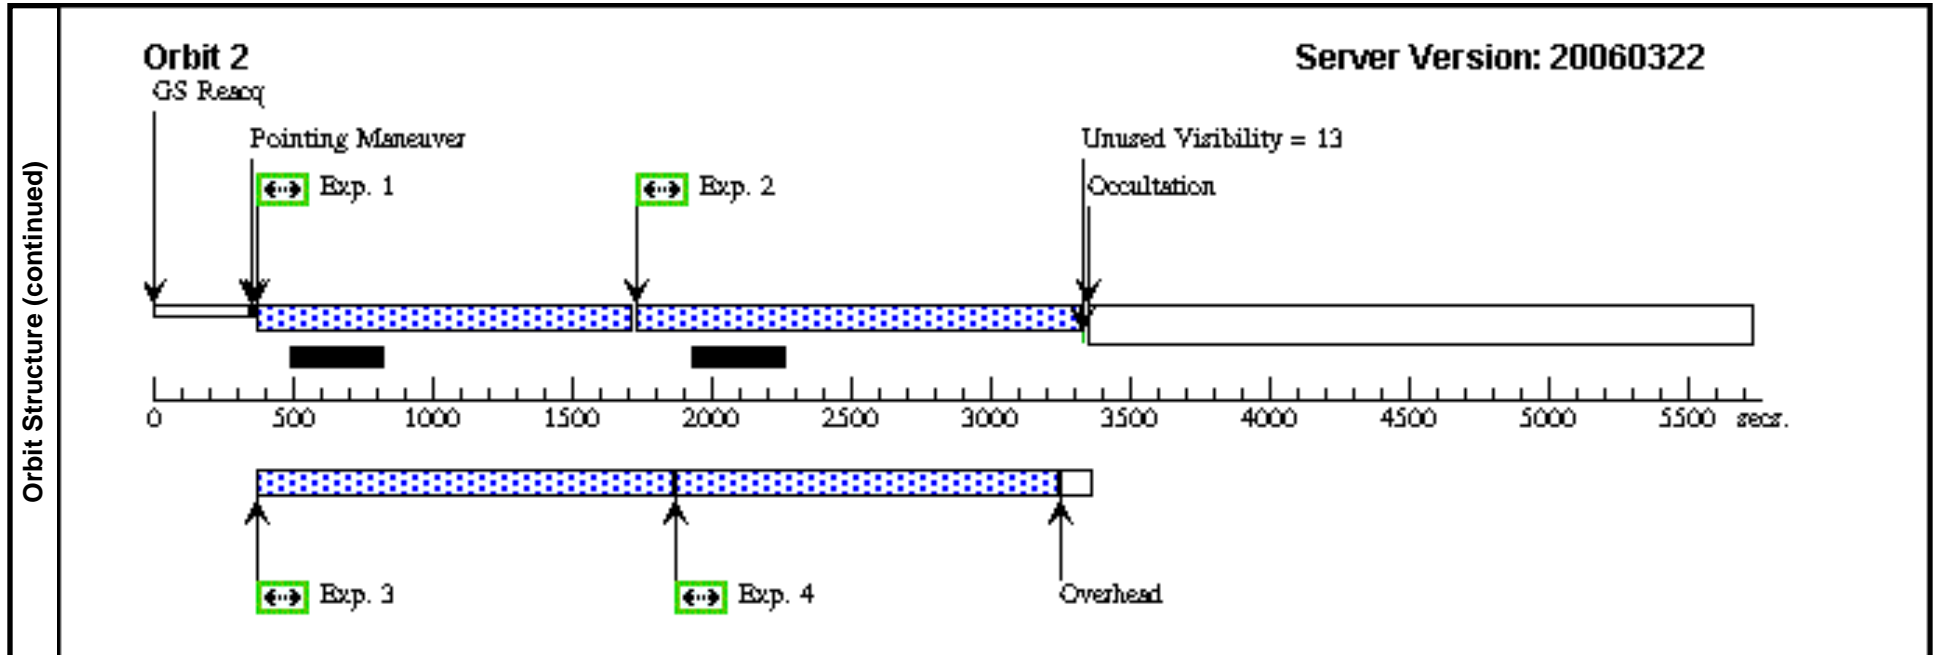 Orbit 2
Server Version: 20060322
GS Reacq
Pointing Maneuver
Unused Visibility = 13
Exp. 1
Exp. 2
Occultation
Orbit Structure (continued)
0 500 1000 1500 2000 2500 3000 3500 4000 4500 5000 5500 secs.
Exp. 3
Exp. 4
Overhead